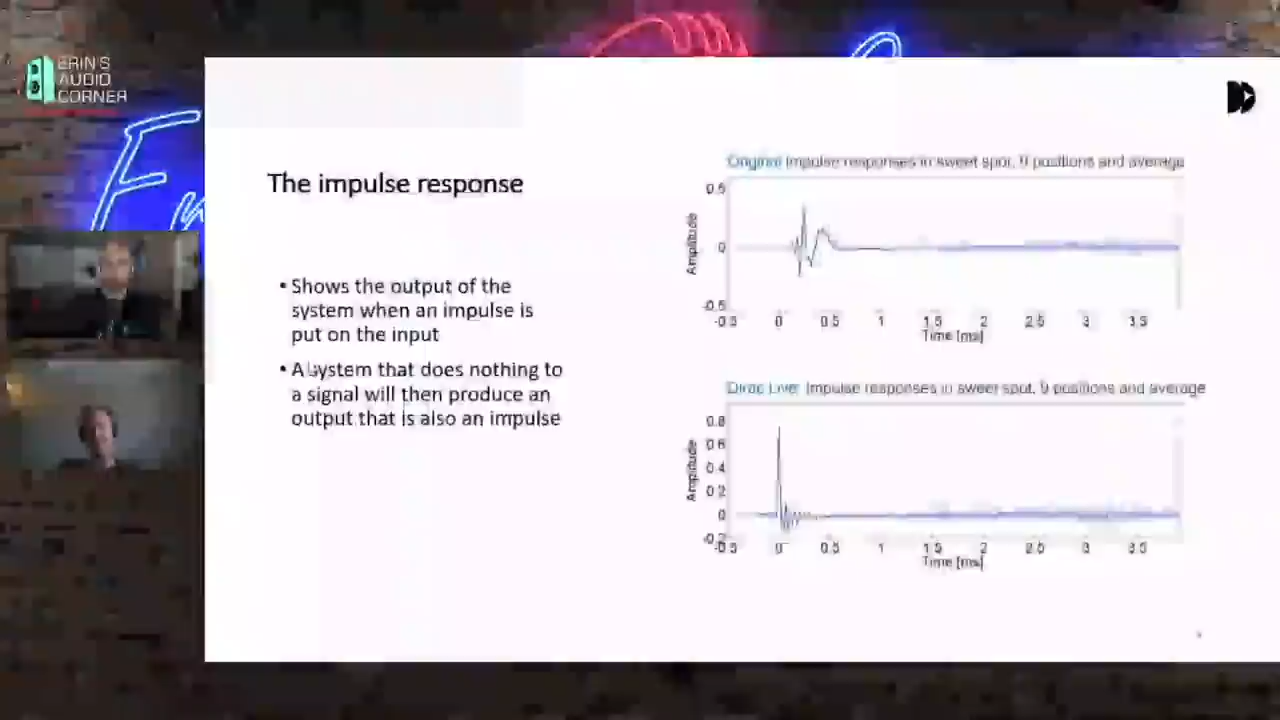 ERIN'S
AUDIO
CORNER
The impulse response
• Shows the output of the
system when an impulse is
put on the input
• A system that does nothing to
a signal will then produce an
output that is also an impulse
Original Impulse responses in sweet spot, 9 positions and average
0.5
0
-0.5
Amplitude
-0.5 0 0.5 1 1.5 2 2.5 3 3.5
Time [ms]
Dirac Live Impulse responses in sweet spot, 9 positions and average
0.8
0.6
0.4
0.2
0
-0.2
Amplitude
-0.5 0 0.5 1 1.5 2 2.5 3 3.5
Time [ms]